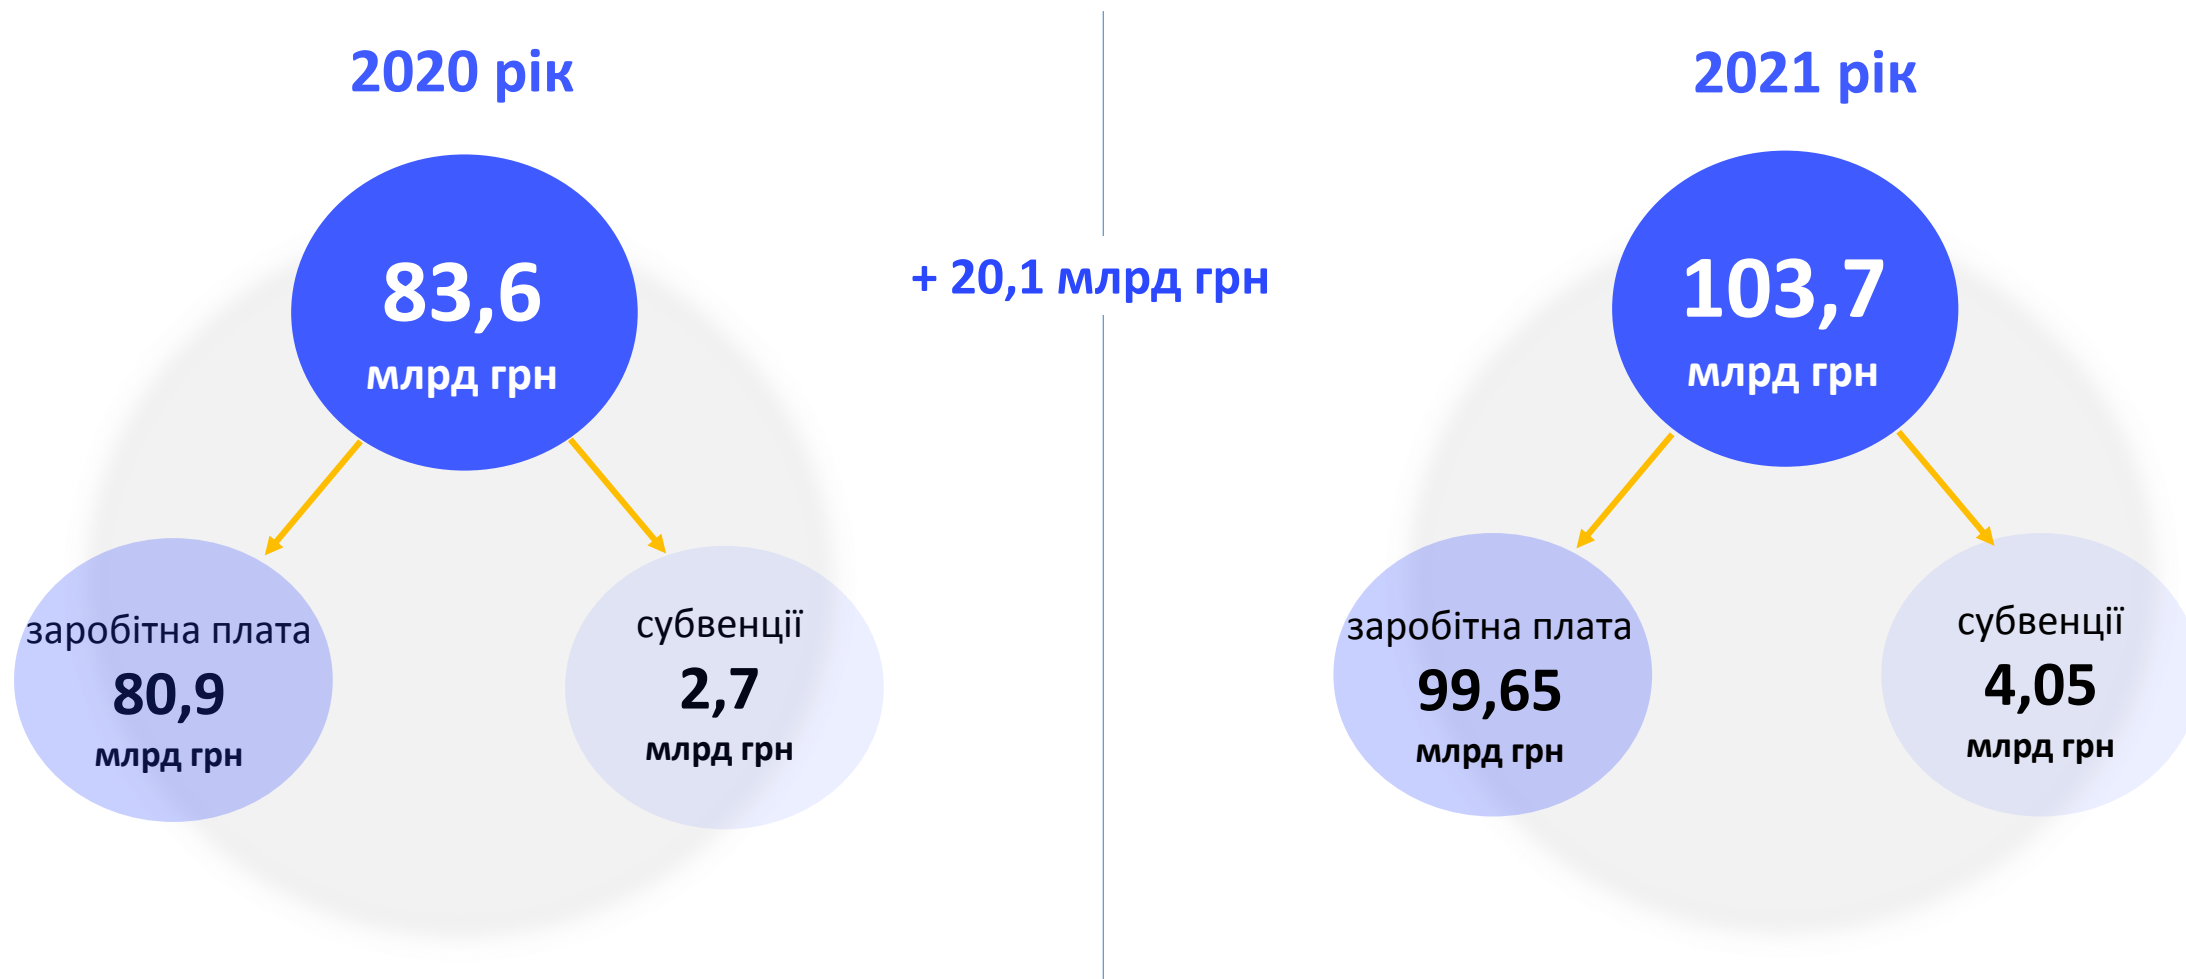 2020 рік
83,6
млрд грн
заробітна плата
80,9
млрд грн
субвенції
2,7
млрд грн
+ 20,1 млрд грн
2021 рік
103,7
млрд грн
заробітна плата
99,65
млрд грн
субвенції
4,05
млрд грн